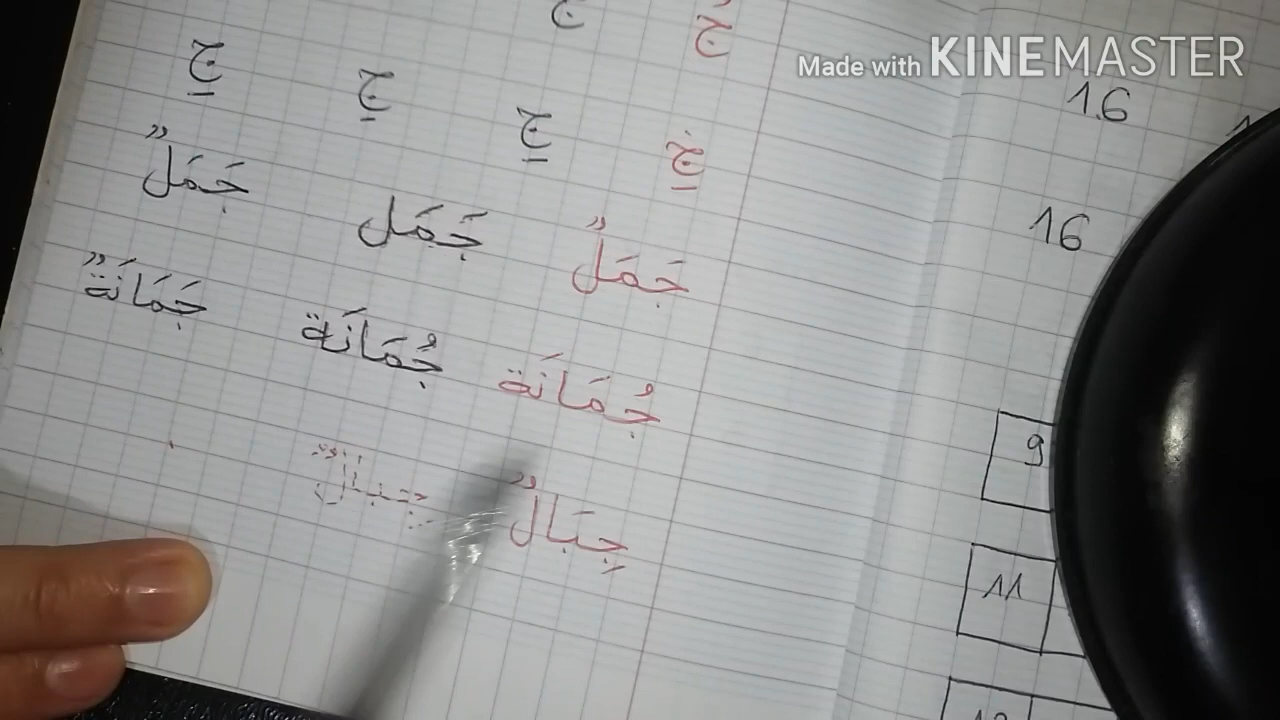 Made with KINEMASTER
جُ ج
جِ جِ جِ جِ
جَمَلٌ جَمَل جَمَلٌ
جُمَانَة جُمَانَة جَمَانَةٌ
جِبَالٌ جِبَالٌ
16
16
9
11